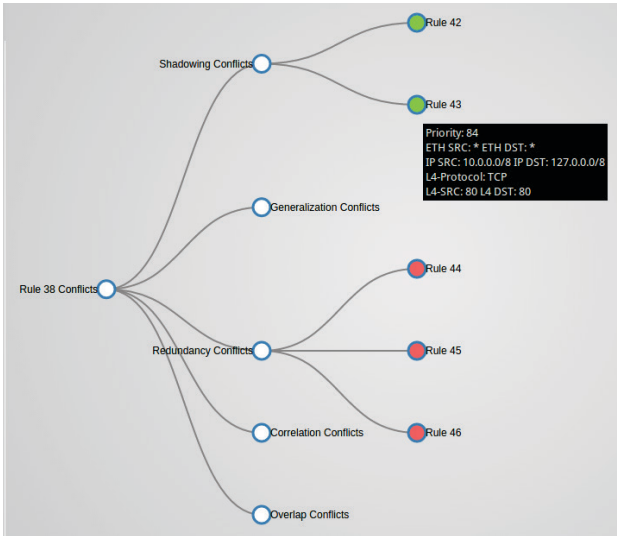 Rule 42
Shadowing Conflicts
Rule 43
Priority: 84
ETH SRC: * ETH DST: *
IP SRC: 10.0.0.0/8 IP DST: 127.0.0.0/8
L4-Protocol: TCP
L4-SRC: 80 L4 DST: 80
Generalization Conflicts
Rule 44
Rule 38 Conflicts
Redundancy Conflicts
Rule 45
Correlation Conflicts
Rule 46
Overlap Conflicts